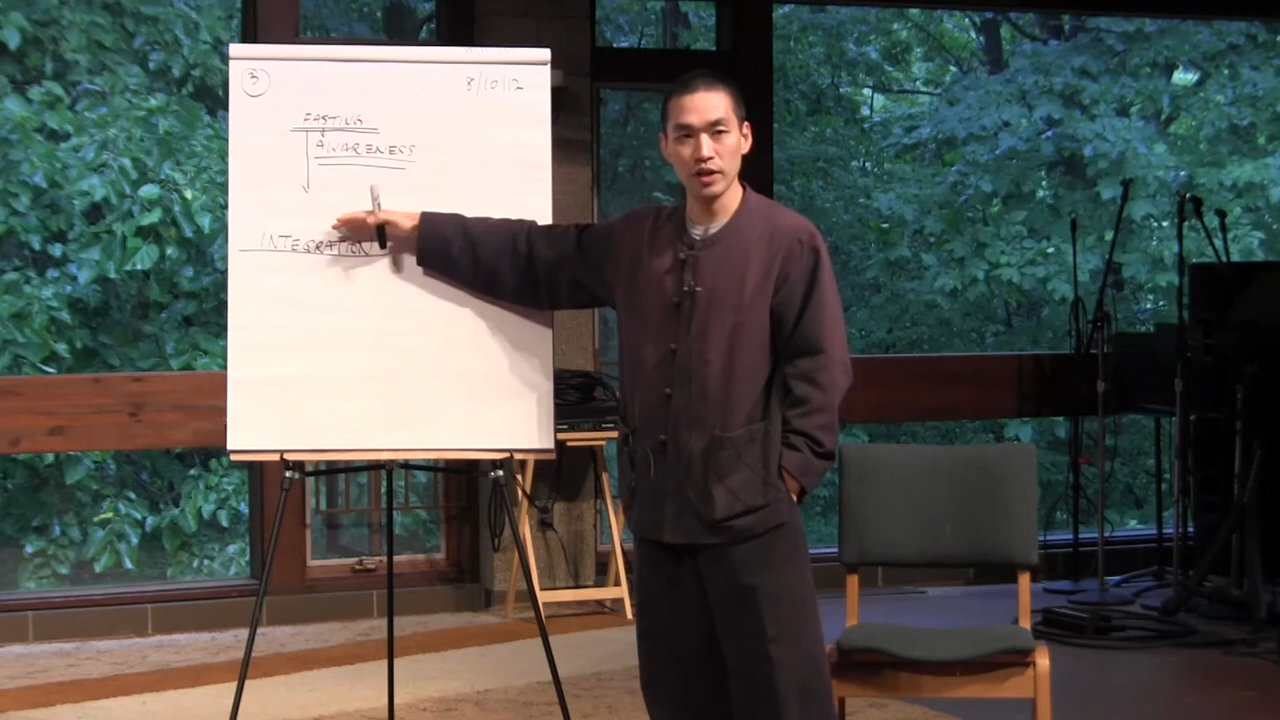 3
8/10/12
FASTING
AWARENESS
INTEGRATION